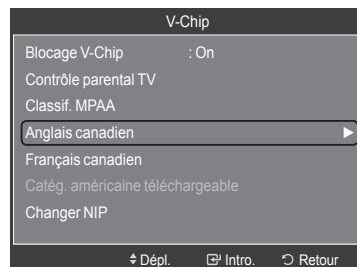 V-Chip
Blocage V-Chip : On
Contrôle parental TV
Classif. MPAA
Anglais canadien
Français canadien
Catég. américaine téléchargeable
Changer NIP
Dépl. Intro. Retour